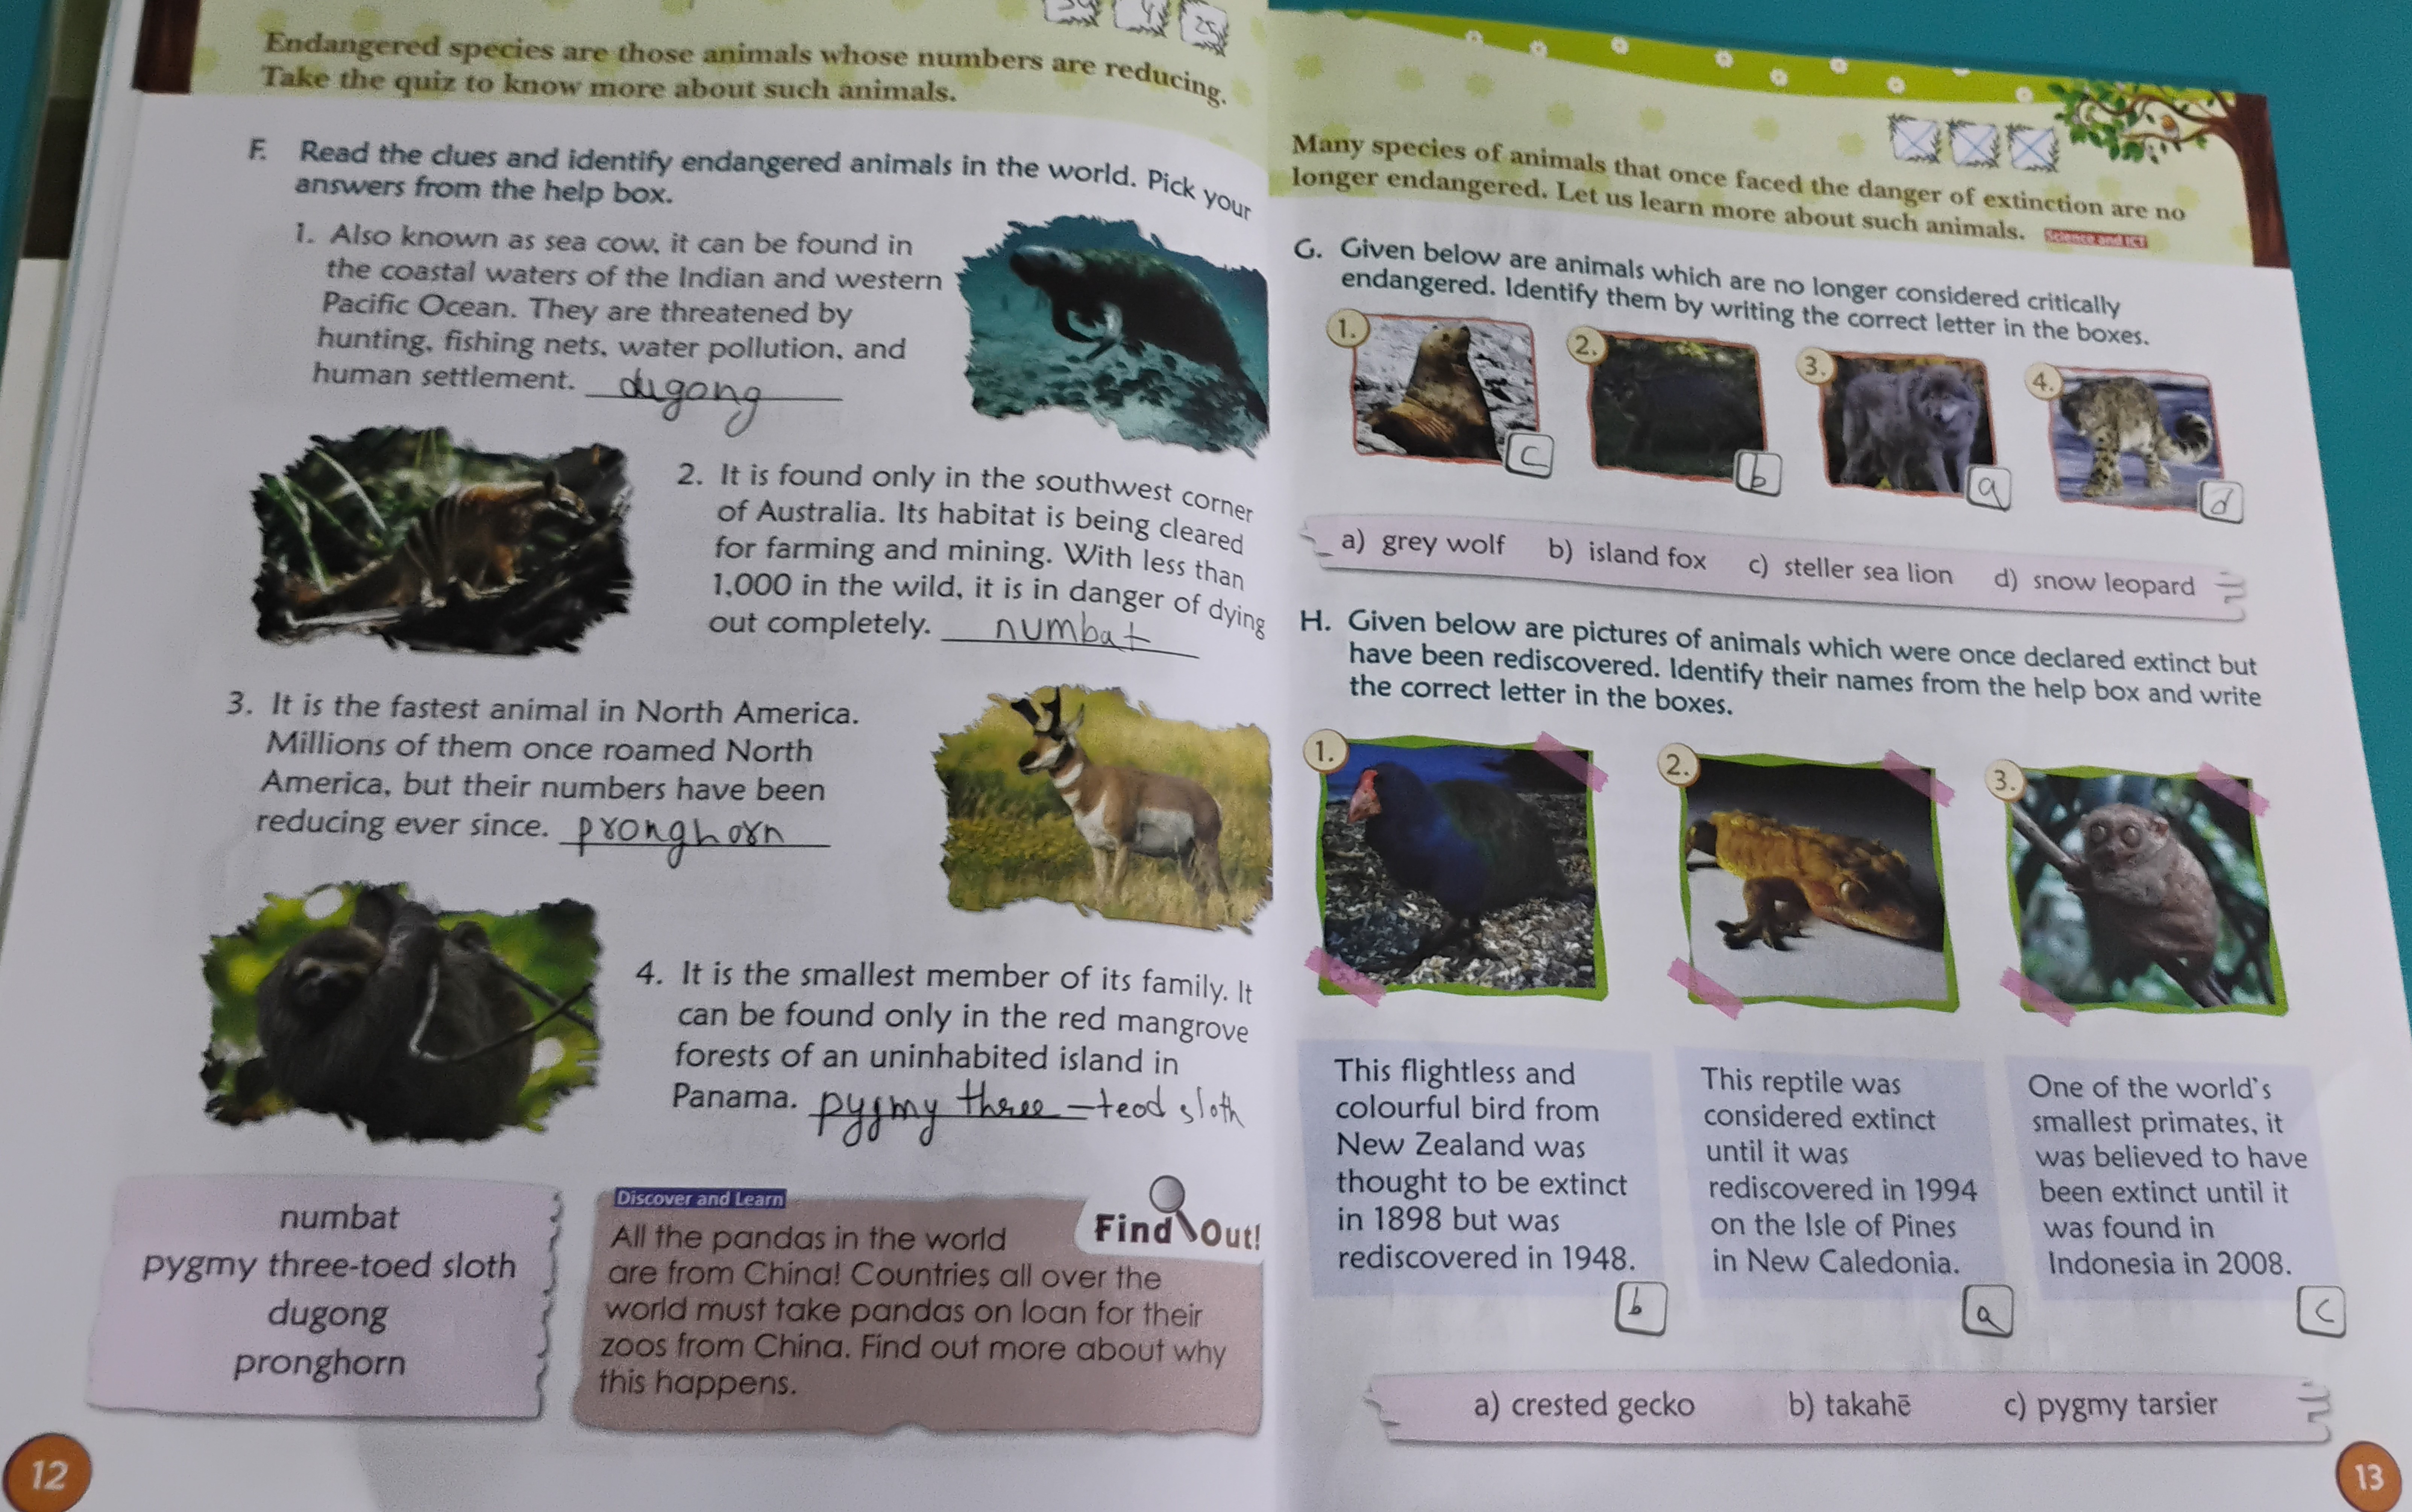 Endangered species are those animals whose numbers are reducing.
Take the quiz to know more about such animals.
F. Read the clues and identify endangered animals in the world. Pick your
answers from the help box.
1. Also known as sea cow, it can be found in
the coastal waters of the Indian and western
Pacific Ocean. They are threatened by
hunting, fishing nets, water pollution, and
human settlement. dugong
2. It is found only in the southwest corner
of Australia. Its habitat is being cleared
for farming and mining. With less than
1,000 in the wild, it is in danger of dying
out completely. numbat
3. It is the fastest animal in North America.
Millions of them once roamed North
America, but their numbers have been
reducing ever since. pronghorn
4. It is the smallest member of its family. It
can be found only in the red mangrove
forests of an uninhabited island in
Panama. pygmy three-teod sloth
numbat
pygmy three-toed sloth
dugong
pronghorn
Discover and Learn
Find Out!
All the pandas in the world
are from China! Countries all over the
world must take pandas on loan for their
zoos from China. Find out more about why
this happens.
12
Many species of animals that once faced the danger of extinction are no
longer endangered. Let us learn more about such animals. Science and ICT
G. Given below are animals which are no longer considered critically
endangered. Identify them by writing the correct letter in the boxes.
1. 2. 3. 4.
c b a d
a) grey wolf b) island fox c) steller sea lion d) snow leopard
H. Given below are pictures of animals which were once declared extinct but
have been rediscovered. Identify their names from the help box and write
the correct letter in the boxes.
1. 2. 3.
This flightless and
colourful bird from
New Zealand was
thought to be extinct
in 1898 but was
rediscovered in 1948.
b
This reptile was
considered extinct
until it was
rediscovered in 1994
on the Isle of Pines
in New Caledonia.
a
One of the world's
smallest primates, it
was believed to have
been extinct until it
was found in
Indonesia in 2008.
c
a) crested gecko b) takahē c) pygmy tarsier
13